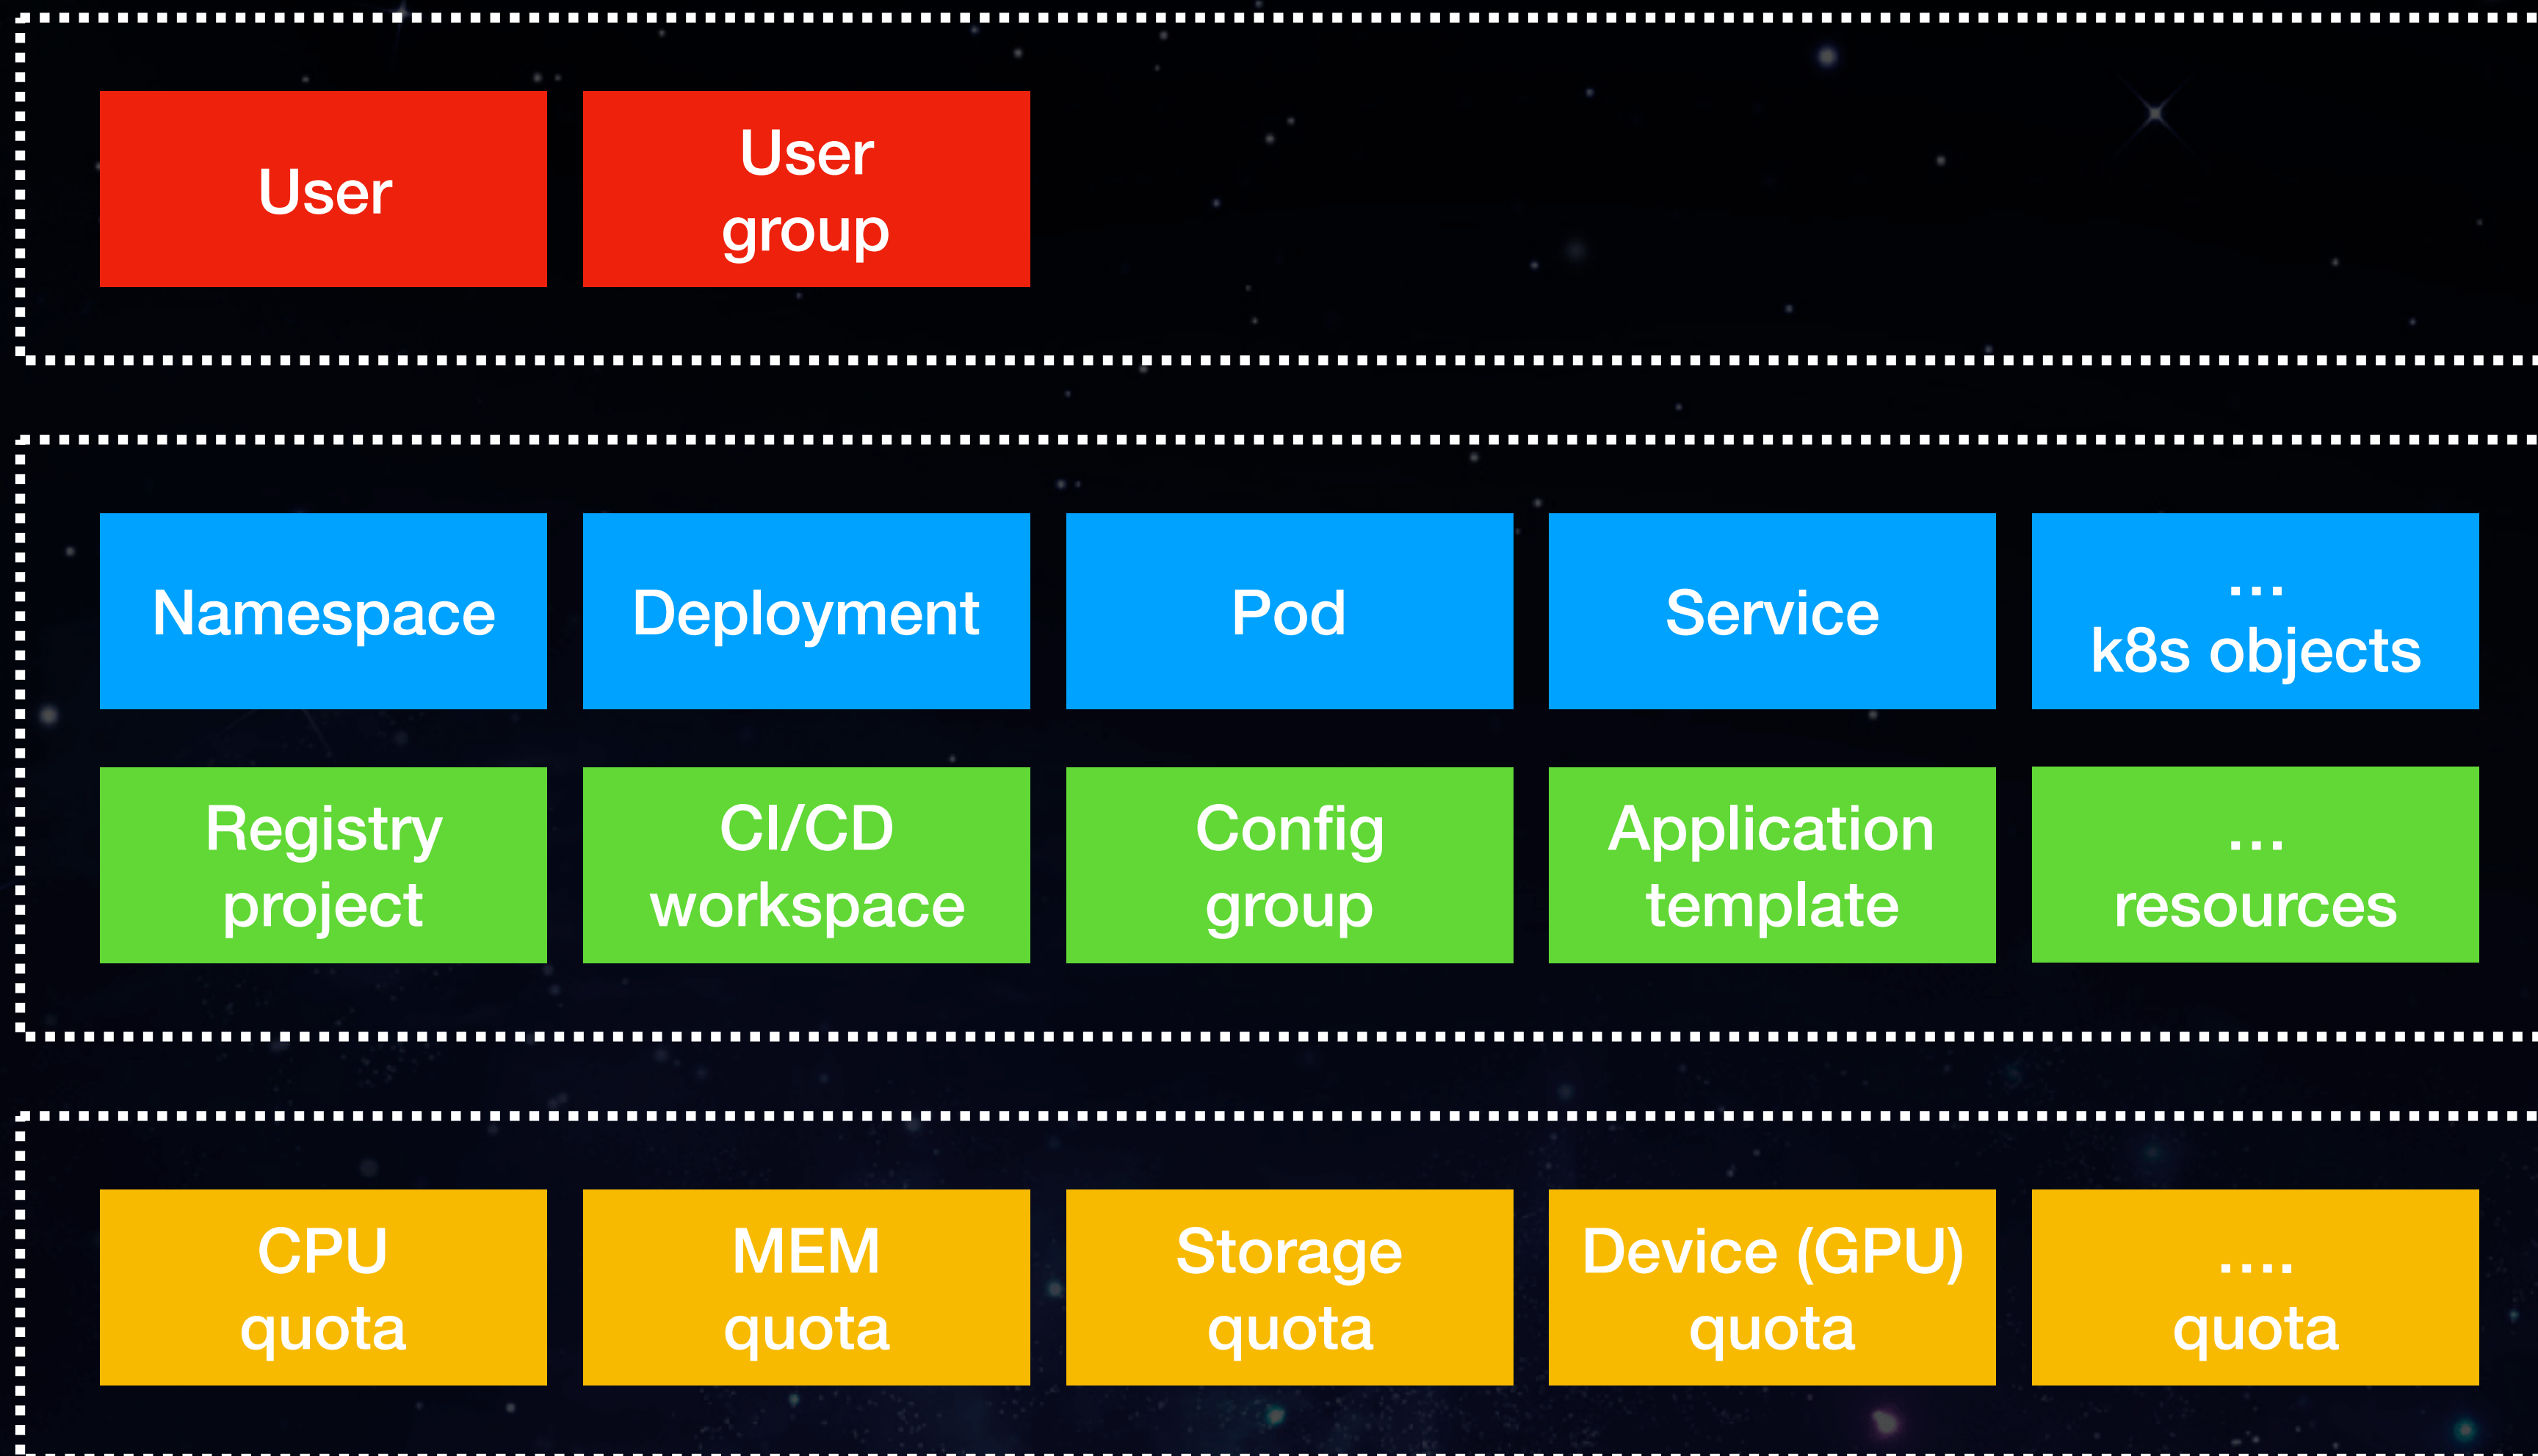 User
User
group
Namespace
Deployment
Pod
Service
...
k8s objects
Registry
project
CI/CD
workspace
Config
group
Application
template
...
resources
CPU
quota
MEM
quota
Storage
quota
Device (GPU)
quota
....
quota